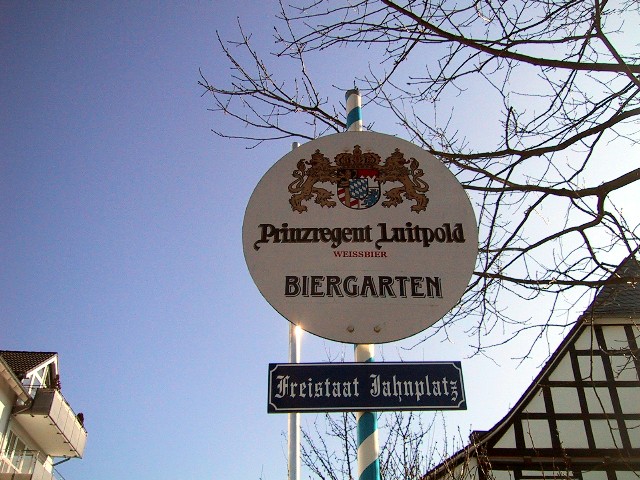 Prinzregent Luitpold
WEISSBIER
BIERGARTEN
Freistaat Jahnplatz